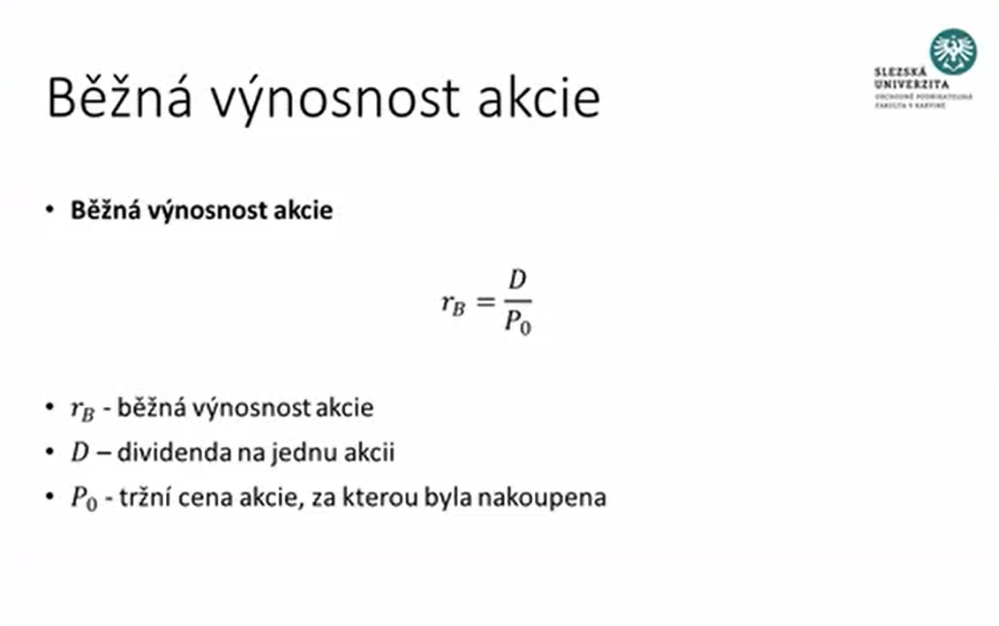 Běžná výnosnost akcie
SLEZSKÁ
UNIVERZITA
OBCHODNĚ PODNIKATELSKÁ
FAKULTA V KARVINÉ
• Běžná výnosnost akcie
r_B = D / P_0
• r_B - běžná výnosnost akcie
• D – dividenda na jednu akcii
• P_0 - tržní cena akcie, za kterou byla nakoupena